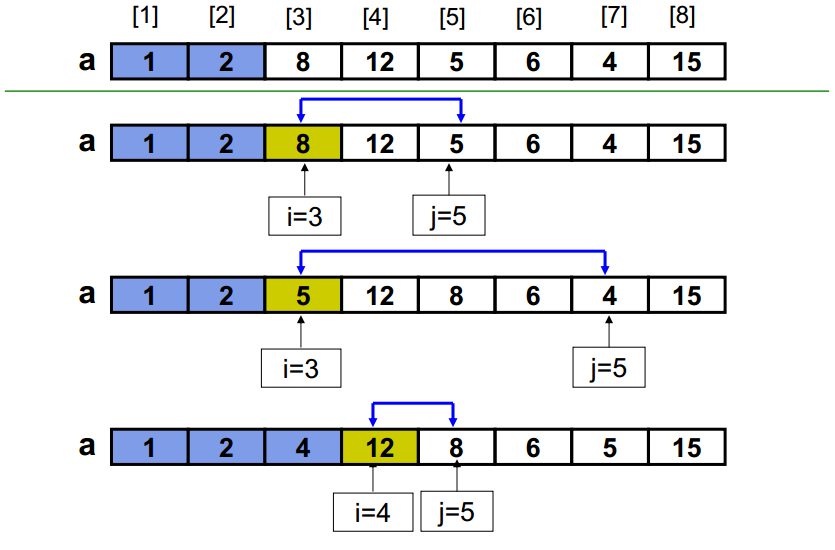 [1] [2] [3] [4] [5] [6] [7] [8]
a 1 2 8 12 5 6 4 15
a 1 2 8 12 5 6 4 15
i=3 j=5
a 1 2 5 12 8 6 4 15
i=3 j=5
a 1 2 4 12 8 6 5 15
i=4 j=5